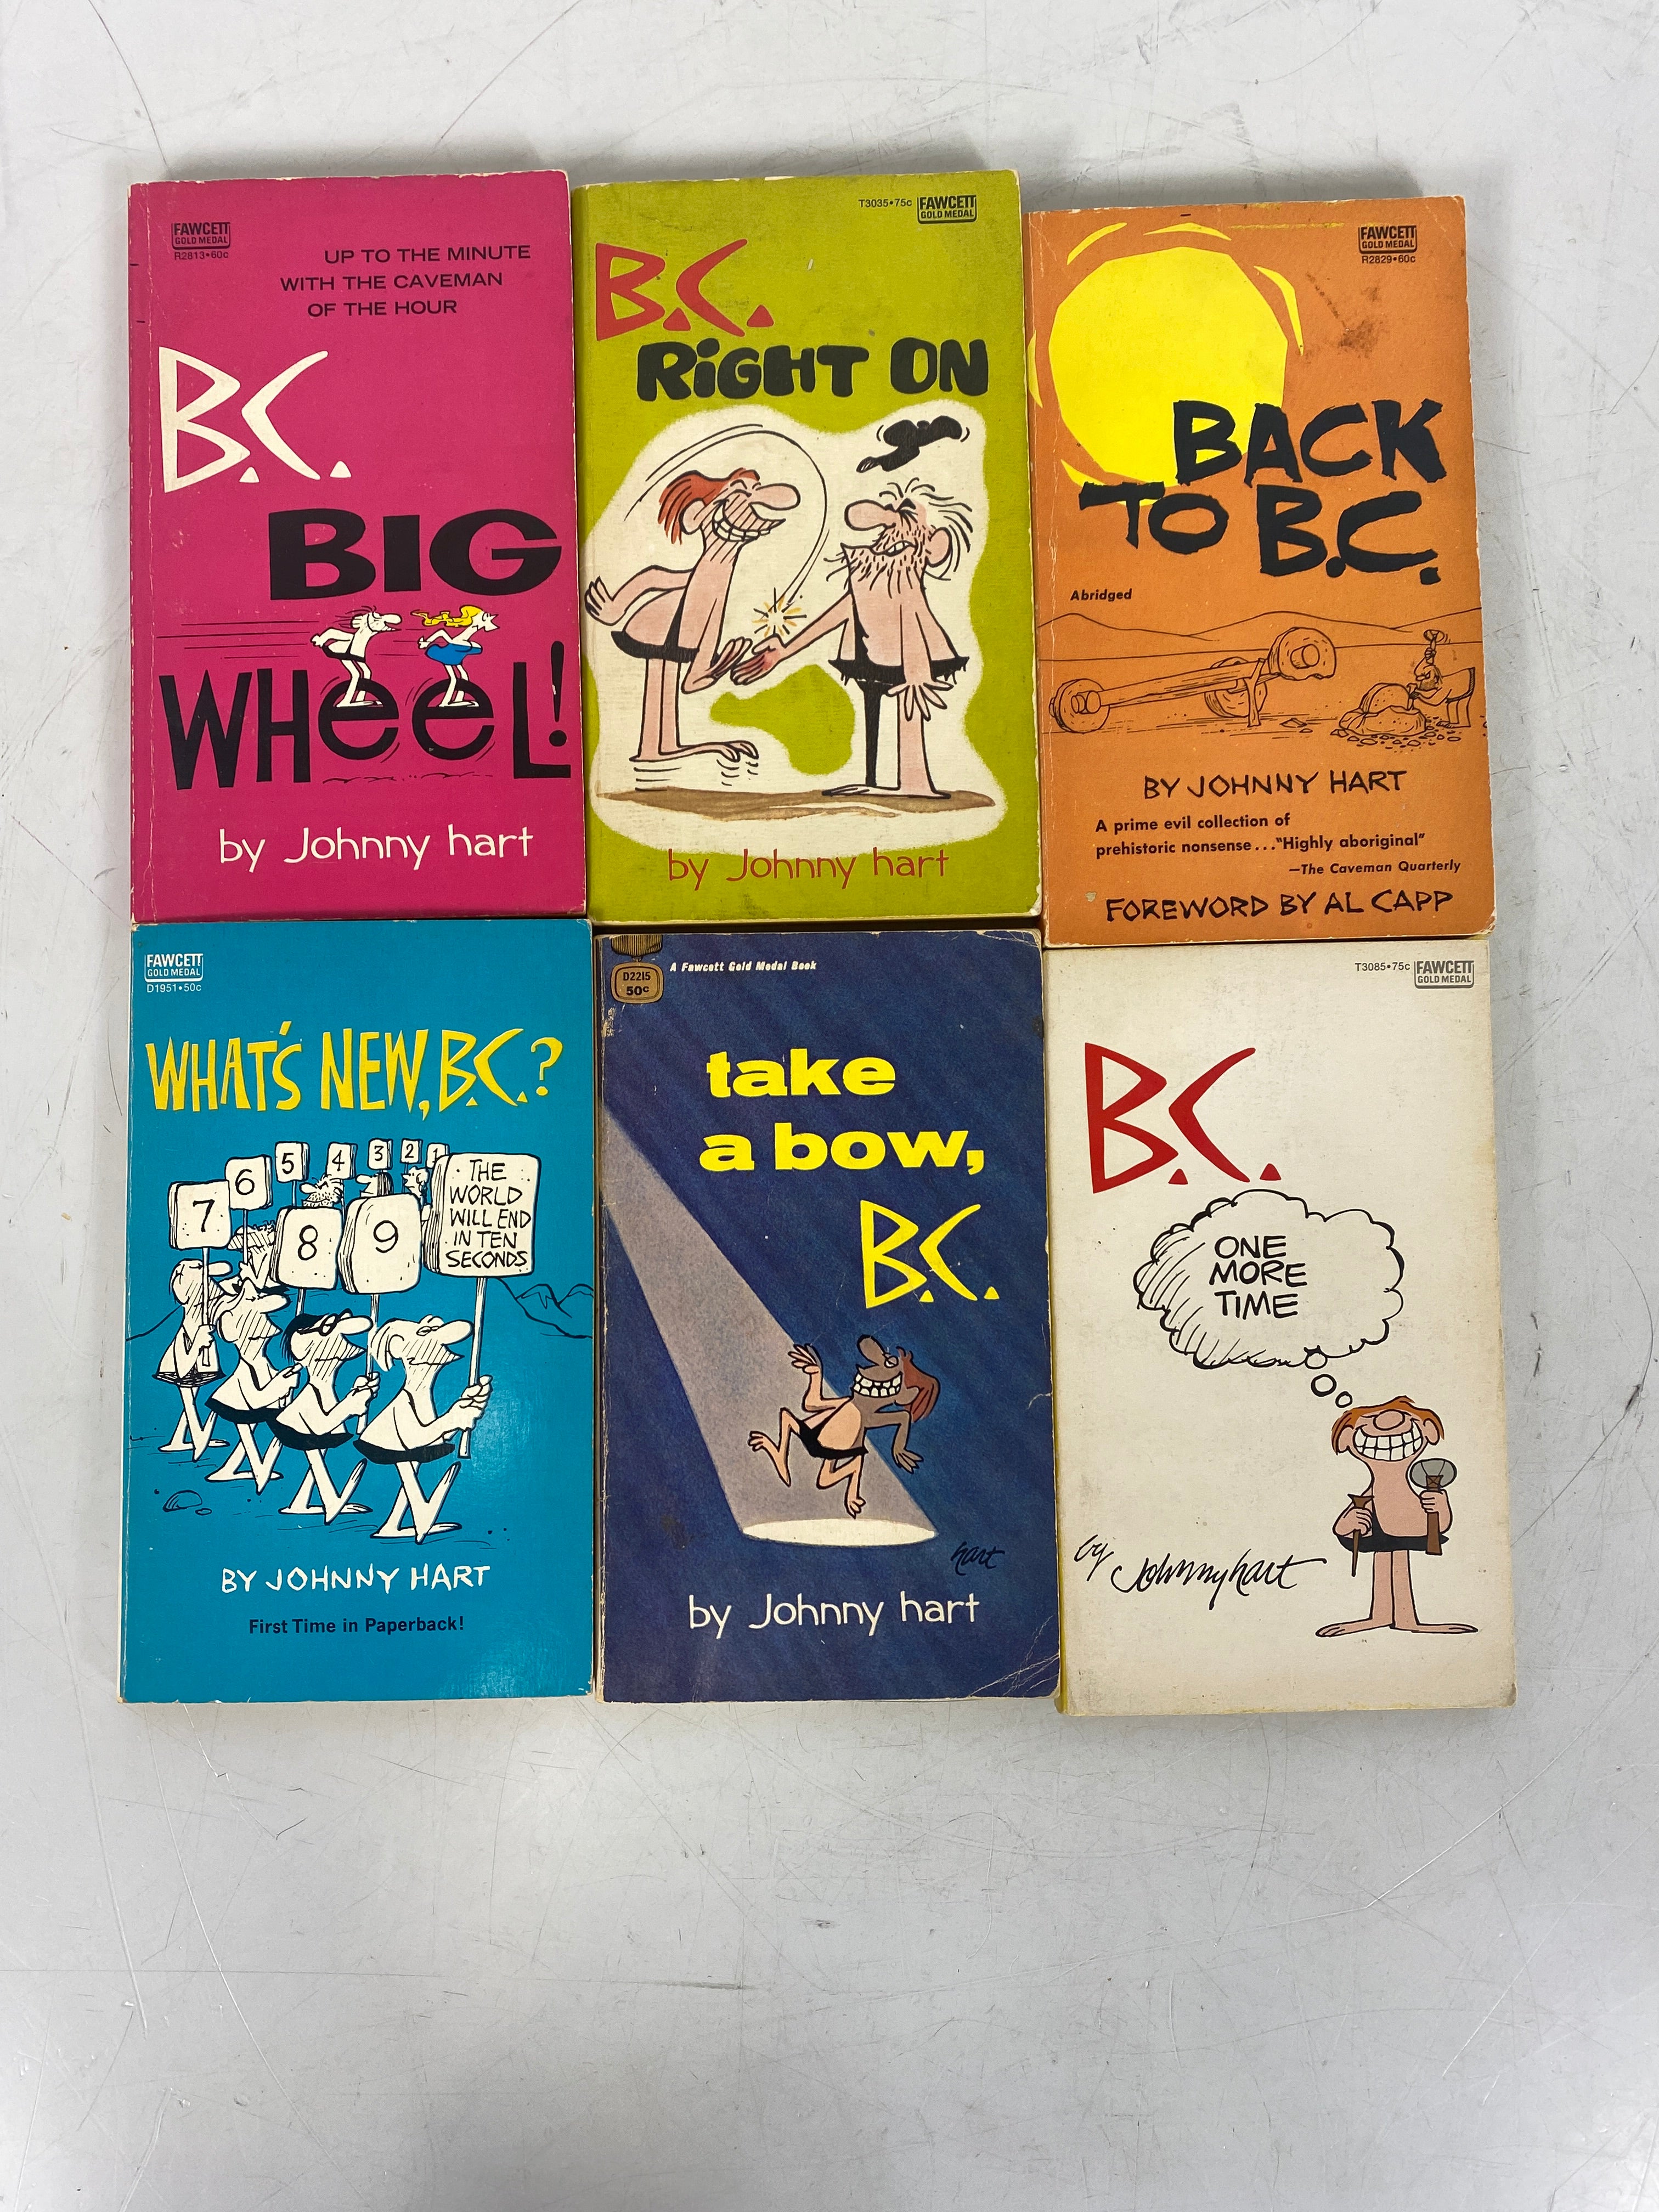 FAWCETT
GOLD MEDAL
R2813•60c
UP TO THE MINUTE
WITH THE CAVEMAN
OF THE HOUR
B.C.
BIG
WHeeL!
by Johnny hart
T3035•75c
FAWCETT
GOLD MEDAL
B.C.
RiGHT ON
by Johnny hart
FAWCETT
GOLD MEDAL
R2829•60c
BACK
TO B.C.
Abridged
BY JOHNNY HART
A prime evil collection of
prehistoric nonsense..."Highly aboriginal"
—The Caveman Quarterly
FOREWORD BY AL CAPP
FAWCETT
GOLD MEDAL
D1951•50c
WHAT'S NEW, B.C.?
7
6
5
4
3
2
1
8
9
THE
WORLD
WILL END
IN TEN
SECONDS
BY JOHNNY HART
First Time in Paperback!
D2215
50c
A Fawcett Gold Medal Book
take
a bow,
B.C.
hart
by Johnny hart
T3085•75c
FAWCETT
GOLD MEDAL
B.C.
ONE
MORE
TIME
by Johnny hart